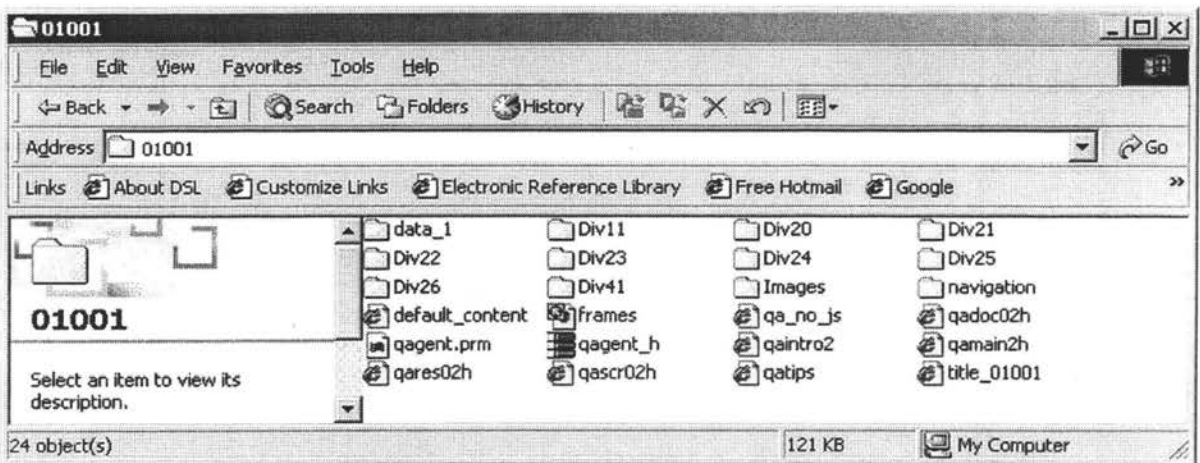 01001
File Edit View Favorites Tools Help
Back Search Folders History
Address 01001 Go
Links About DSL Customize Links Electronic Reference Library Free Hotmail Google »
data_1 Div11 Div20 Div21
Div22 Div23 Div24 Div25
Div26 Div41 Images navigation
01001
default_content frames qa_no_js qadoc02h
qagent.prm qagent_h qaintro2 qamain2h
Select an item to view its
description.
qares02h qascr02h qatips title_01001
24 object(s) 121 KB My Computer